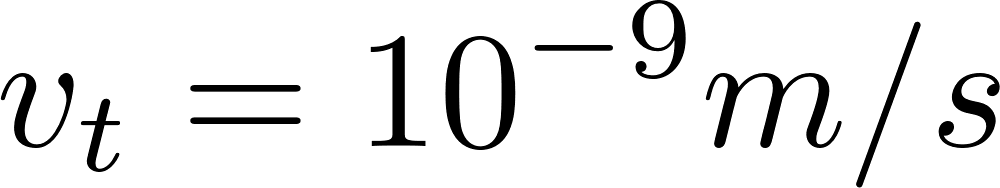 v_t = 10^{-9} m/s